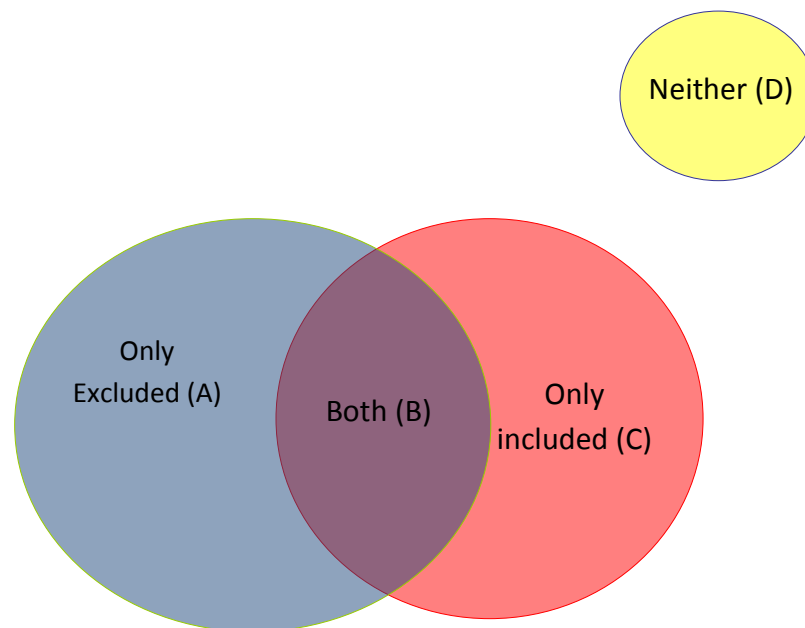 Neither (D)
Only
Excluded (A)
Both (B)
Only
included (C)